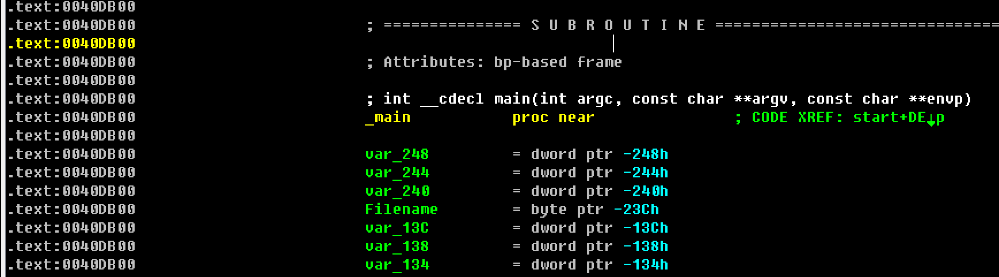 .text:0040DB00
.text:0040DB00 ; =============== S U B R O U T I N E ===============================
.text:0040DB00
.text:0040DB00 ; Attributes: bp-based frame
.text:0040DB00
.text:0040DB00 ; int __cdecl main(int argc, const char **argv, const char **envp)
.text:0040DB00 _main proc near ; CODE XREF: start+DE↓p
.text:0040DB00
.text:0040DB00 var_248 = dword ptr -248h
.text:0040DB00 var_244 = dword ptr -244h
.text:0040DB00 var_240 = dword ptr -240h
.text:0040DB00 Filename = byte ptr -23Ch
.text:0040DB00 var_13C = dword ptr -13Ch
.text:0040DB00 var_138 = dword ptr -138h
.text:0040DB00 var_134 = dword ptr -134h